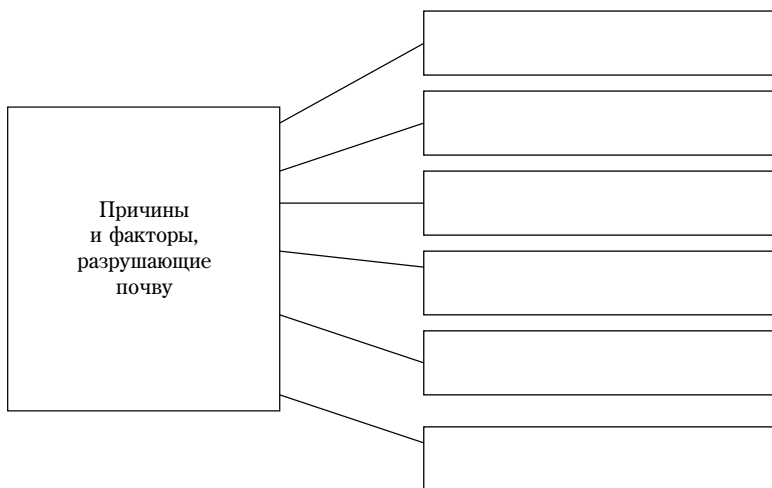 Причины
и факторы,
разрушающие
почву